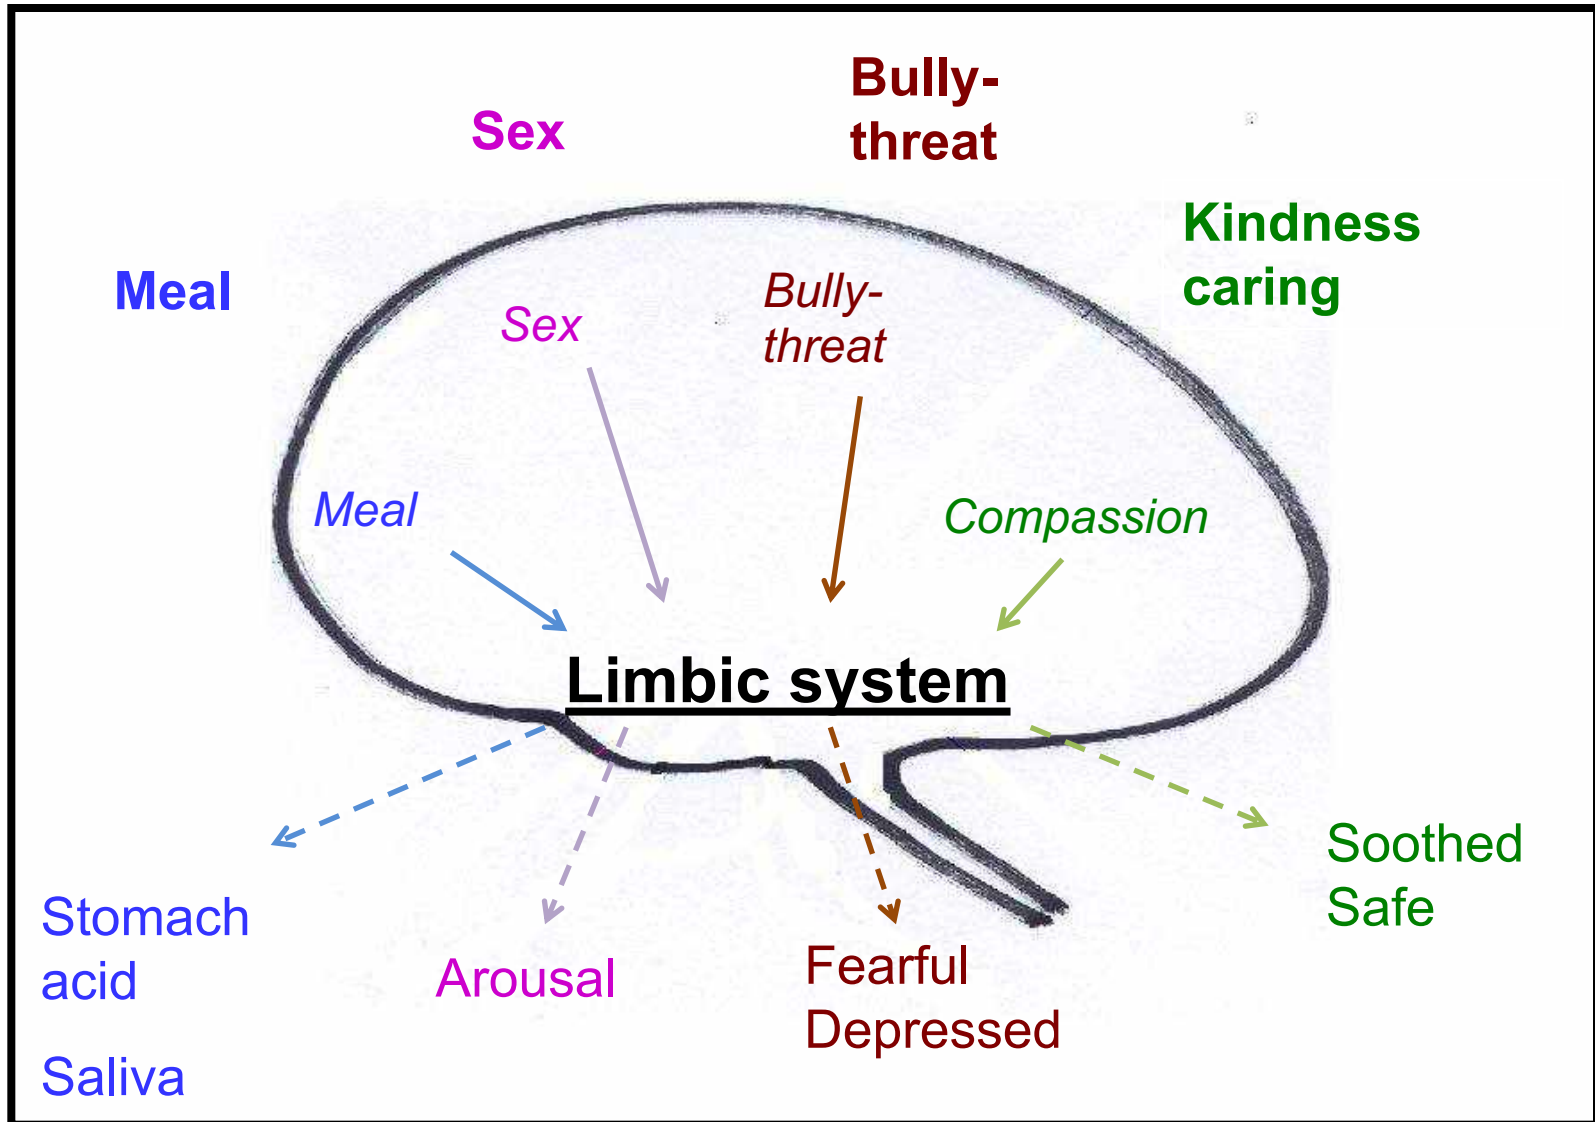 Bully-
threat
Sex
Kindness
caring
Meal
Sex
Bully-
threat
Meal
Compassion
Limbic system
Stomach
acid
Saliva
Arousal
Fearful
Depressed
Soothed
Safe